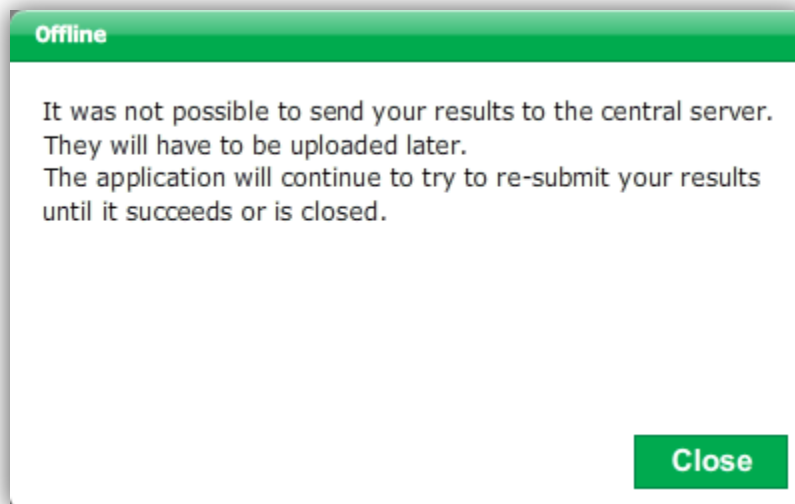 Offline
It was not possible to send your results to the central server.
They will have to be uploaded later.
The application will continue to try to re-submit your results
until it succeeds or is closed.
Close